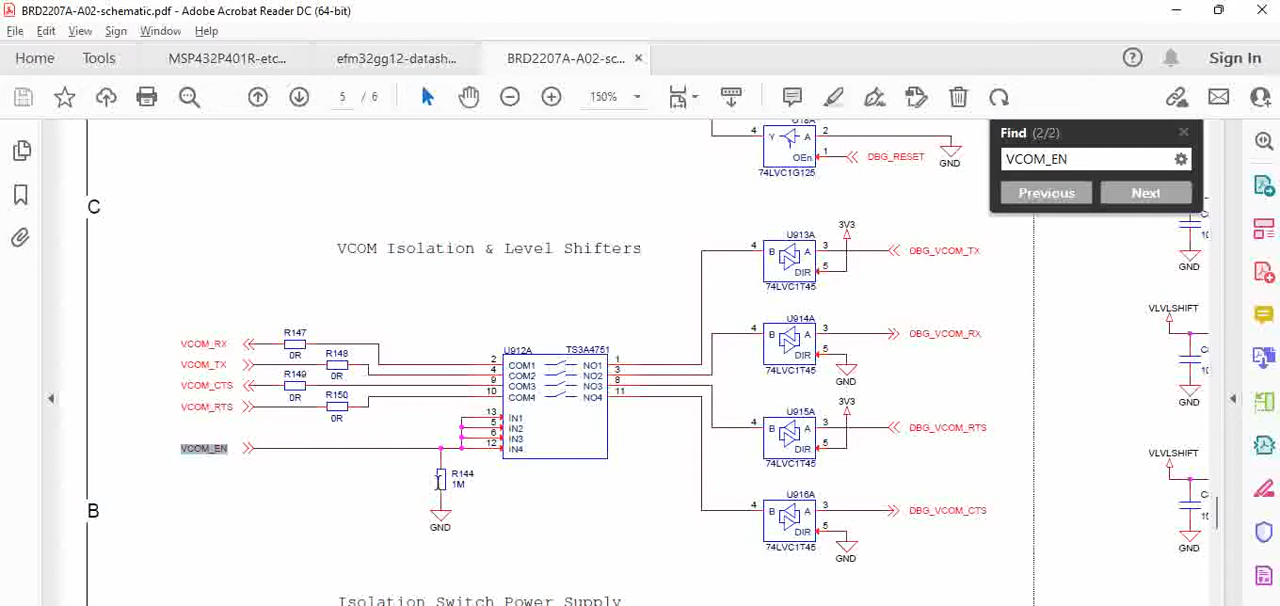 BRD2207A-A02-schematic.pdf - Adobe Acrobat Reader DC (64-bit)
File Edit View Sign Window Help
Home Tools MSP432P401R-etc... efm32gg12-datash... BRD2207A-A02-sc... Sign In
5 / 6 150%
Find (2/2)
VCOM_EN
Previous Next
C
4 Y A 2
OEn 1 DBG_RESET GND
74LVC1G125
VCOM Isolation & Level Shifters
3V3
U913A
4 B A 3 DBG_VCOM_TX
DIR 5
74LVC1T45
GND
VLVLSHIFT
U914A
4 B A 3 DBG_VCOM_RX
DIR 5
74LVC1T45
GND
VCOM_RX R147
0R
VCOM_TX R148
0R
VCOM_CTS R149
0R
VCOM_RTS R150
0R
U912A TS3A4751
2 COM1 NO1 1
4 COM2 NO2 3
9 COM3 NO3 8
10 COM4 NO4 11
13 IN1
5 IN2
6 IN3
12 IN4
VCOM_EN
R144
1M
GND
3V3
U915A
4 B A 3 DBG_VCOM_RTS
DIR 5
74LVC1T45
GND
VLVLSHIFT
B
U916A
4 B A 3 DBG_VCOM_CTS
DIR 5
74LVC1T45
GND
GND
Isolation Switch Power Supply